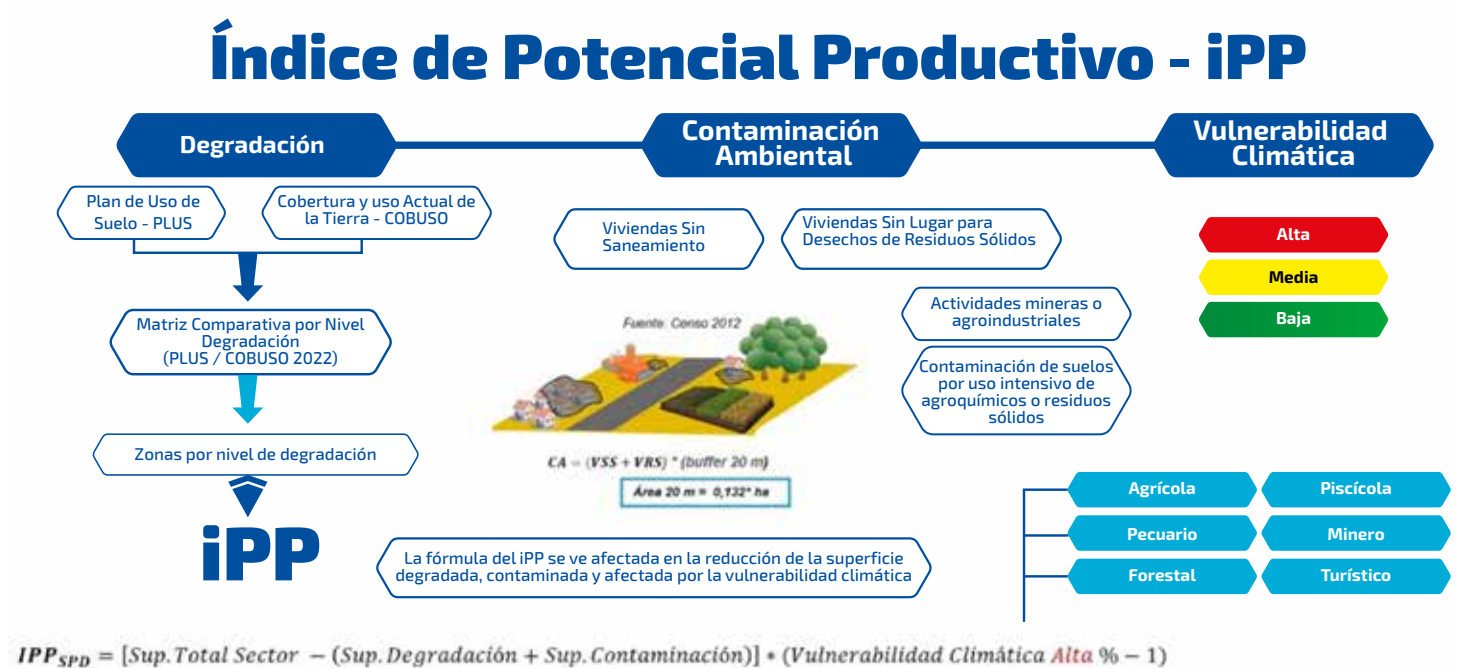 Índice de Potencial Productivo - iPP
Degradación
Contaminación
Ambiental
Vulnerabilidad
Climática
Plan de Uso de
Suelo - PLUS
Cobertura y uso Actual de
la Tierra - COBUSO
Matriz Comparativa por Nivel
Degradación
(PLUS / COBUSO 2022)
Zonas por nivel de degradación
iPP
Viviendas Sin
Saneamiento
Viviendas Sin Lugar para
Desechos de Residuos Sólidos
Actividades mineras o
agroindustriales
Contaminación de suelos
por uso intensivo de
agroquímicos o residuos
sólidos
Fuente: Censo 2012
CA = (VSS + VRS) * (buffer 20 m)
Área 20 m = 0,132* ha
La fórmula del iPP se ve afectada en la reducción de la superficie
degradada, contaminada y afectada por la vulnerabilidad climática
Alta
Media
Baja
Agrícola
Piscícola
Pecuario
Minero
Forestal
Turístico
IPP_SPD = [Sup. Total Sector − (Sup. Degradación + Sup. Contaminación)] * (Vulnerabilidad Climática Alta % − 1)